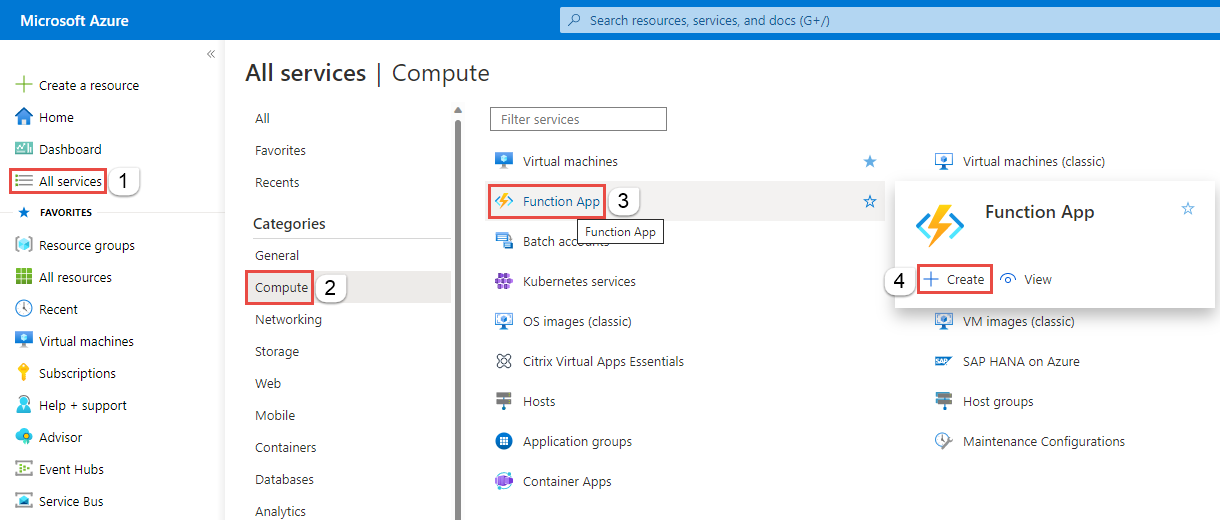 Microsoft Azure
Search resources, services, and docs (G+/)
«
Create a resource
Home
Dashboard
All services 1
FAVORITES
Resource groups
All resources
Recent
Virtual machines
Subscriptions
Help + support
Advisor
Event Hubs
Service Bus
All services | Compute
All
Favorites
Recents
Categories
General
Compute 2
Networking
Storage
Web
Mobile
Containers
Databases
Analytics
Filter services
Virtual machines
Function App 3
Function App
Batch accounts
Kubernetes services
OS images (classic)
Citrix Virtual Apps Essentials
Hosts
Application groups
Container Apps
Virtual machines (classic)
Function App
4 Create View
VM images (classic)
SAP SAP HANA on Azure
Host groups
Maintenance Configurations